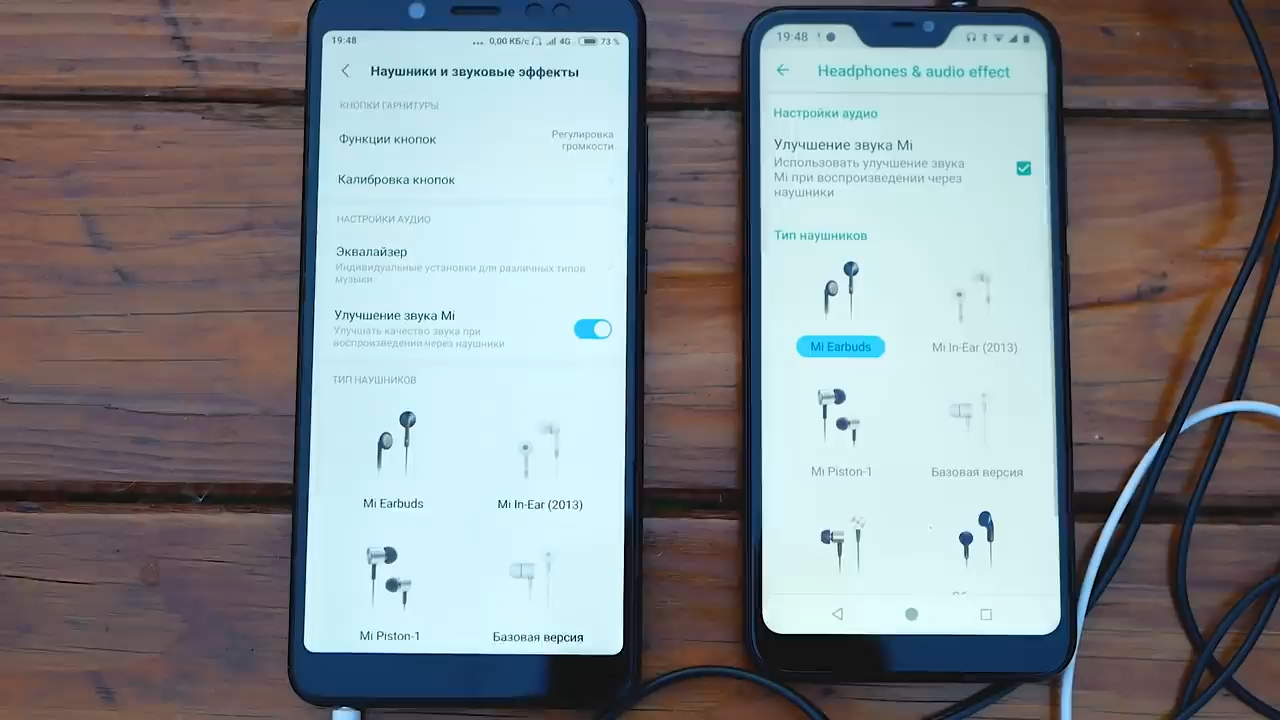 19:48
... 0,00 КБ/с 4G 73 %
Наушники и звуковые эффекты
КНОПКИ ГАРНИТУРЫ
Функции кнопок
Регулировка
громкости
Калибровка кнопок
НАСТРОЙКИ АУДИО
Эквалайзер
Индивидуальные установки для различных типов
музыки
Улучшение звука Mi
Улучшать качество звука при
воспроизведении через наушники
ТИП НАУШНИКОВ
Mi Earbuds
Mi In-Ear (2013)
Mi Piston-1
Базовая версия
19:48
Headphones & audio effect
Настройки аудио
Улучшение звука Mi
Использовать улучшение звука
Mi при воспроизведении через
наушники
Тип наушников
Mi Earbuds
Mi In-Ear (2013)
Mi Piston-1
Базовая версия